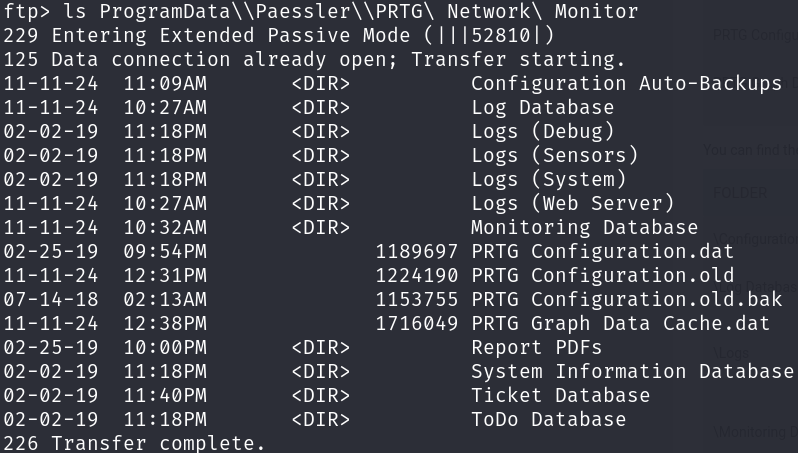 ftp> ls ProgramData\\Paessler\\PRTG\ Network\ Monitor
229 Entering Extended Passive Mode (|||52810|)
125 Data connection already open; Transfer starting.
11-11-24  11:09AM       <DIR>          Configuration Auto-Backups
11-11-24  10:27AM       <DIR>          Log Database
02-02-19  11:18PM       <DIR>          Logs (Debug)
02-02-19  11:18PM       <DIR>          Logs (Sensors)
02-02-19  11:18PM       <DIR>          Logs (System)
11-11-24  10:27AM       <DIR>          Logs (Web Server)
11-11-24  10:32AM       <DIR>          Monitoring Database
02-25-19  09:54PM              1189697 PRTG Configuration.dat
11-11-24  12:31PM              1224190 PRTG Configuration.old
07-14-18  02:13AM              1153755 PRTG Configuration.old.bak
11-11-24  12:38PM              1716049 PRTG Graph Data Cache.dat
02-25-19  10:00PM       <DIR>          Report PDFs
02-02-19  11:18PM       <DIR>          System Information Database
02-02-19  11:40PM       <DIR>          Ticket Database
02-02-19  11:18PM       <DIR>          ToDo Database
226 Transfer complete.
You can find the
FOLDER
\Logs